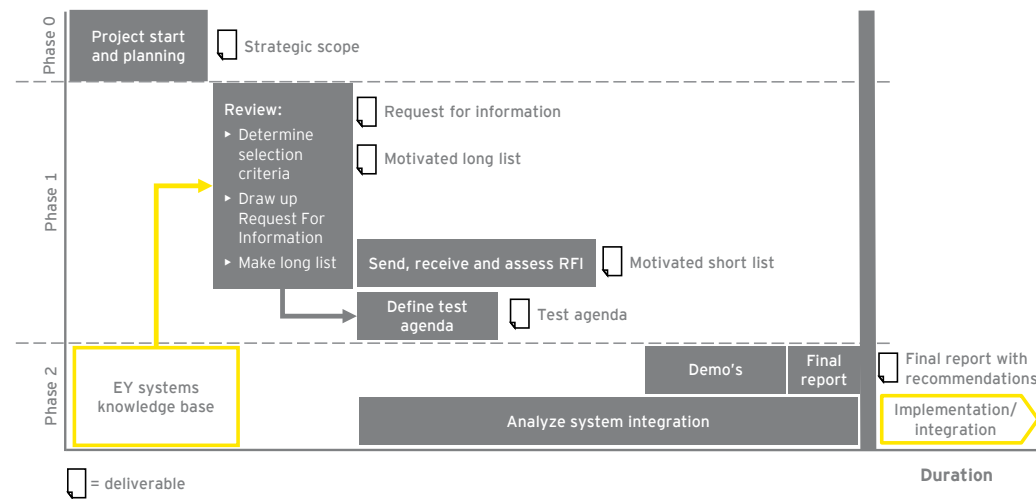 Phase 0
Project start
and planning
Strategic scope
Phase 1
Review:
▸ Determine
selection
criteria
▸ Draw up
Request For
Information
▸ Make long list
Request for information
Motivated long list
Send, receive and assess RFI
Motivated short list
Define test
agenda
Test agenda
Phase 2
EY systems
knowledge base
Demo's
Final
report
Final report with
recommendations
Analyze system integration
Implementation/
integration
Duration
= deliverable